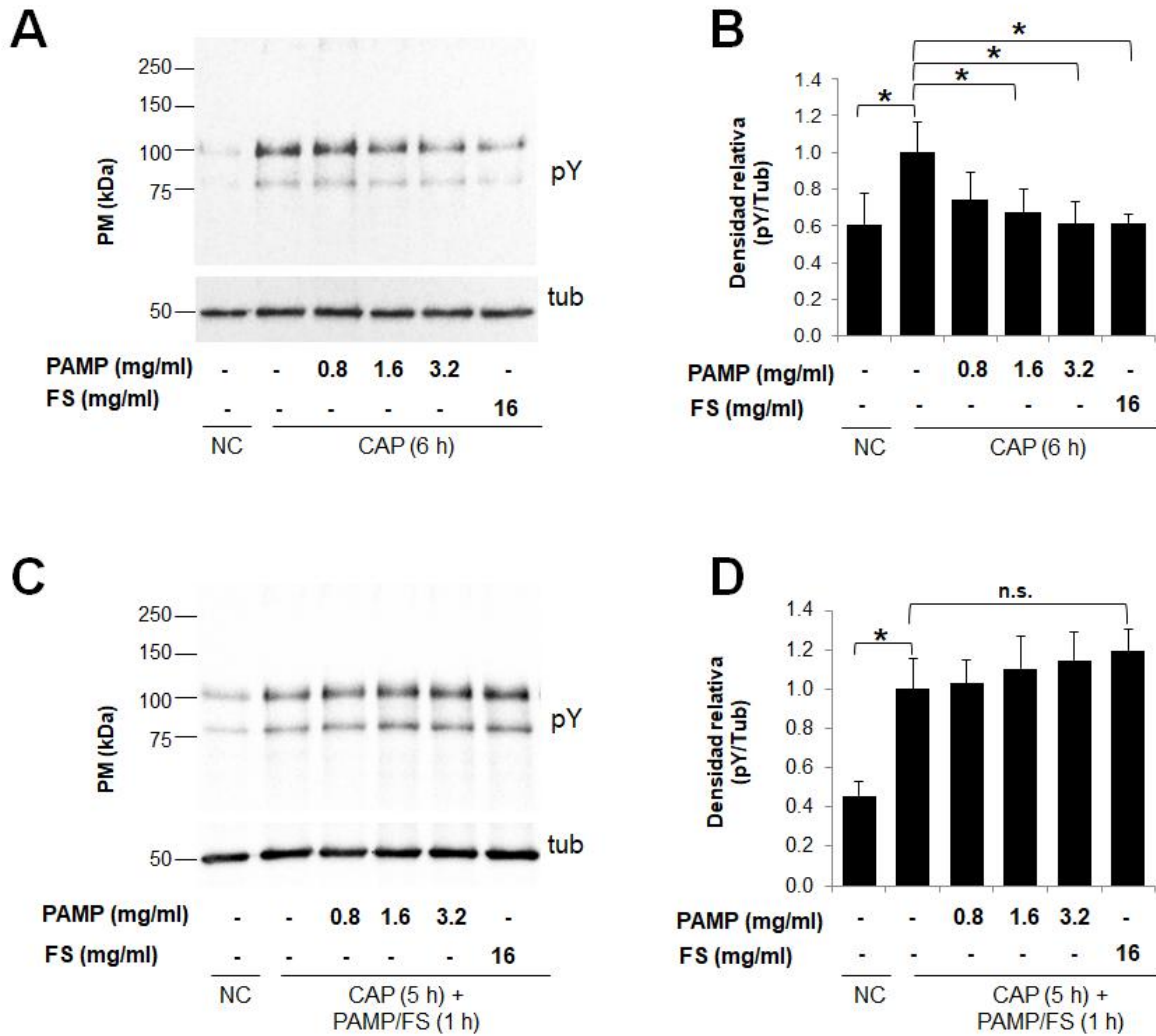 A
250
150
100
75
PM (kDa)
pY
50
tub
PAMP (mg/ml) - - 0.8 1.6 3.2 -
FS (mg/ml) - - - - - 16
NC CAP (6 h)
B
*
*
*
*
1.4
1.2
1.0
0.8
0.6
0.4
0.2
0.0
Densidad relativa
(pY/Tub)
PAMP (mg/ml) - - 0.8 1.6 3.2 -
FS (mg/ml) - - - - - 16
NC CAP (6 h)
C
250
150
100
75
PM (kDa)
pY
50
tub
PAMP (mg/ml) - - 0.8 1.6 3.2 -
FS (mg/ml) - - - - - 16
NC CAP (5 h) +
PAMP/FS (1 h)
D
n.s.
*
1.4
1.2
1.0
0.8
0.6
0.4
0.2
0.0
Densidad relativa
(pY/Tub)
PAMP (mg/ml) - - 0.8 1.6 3.2 -
FS (mg/ml) - - - - - 16
NC CAP (5 h) +
PAMP/FS (1 h)